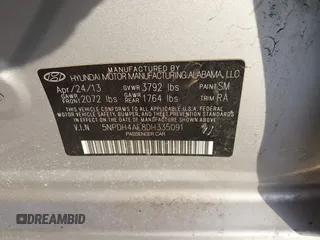 MANUFACTURED BY
HYUNDAI MOTOR MANUFACTURING ALABAMA, LLC
Apr/24/13 GVWR 3792 lbs PAINT SM
GAWR FRONT 2072 lbs GAWR REAR 1764 lbs TRIM RA
THIS VEHICLE CONFORMS TO ALL APPLICABLE
FEDERAL MOTOR VEHICLE SAFETY, BUMPER, AND
THEFT PREVENTION STANDARDS IN EFFECT ON THE
DATE OF MANUFACTURE SHOWN ABOVE.
V.I.N 5NPDH4AE8DH335091
PASSENGER CAR
DREAMBID